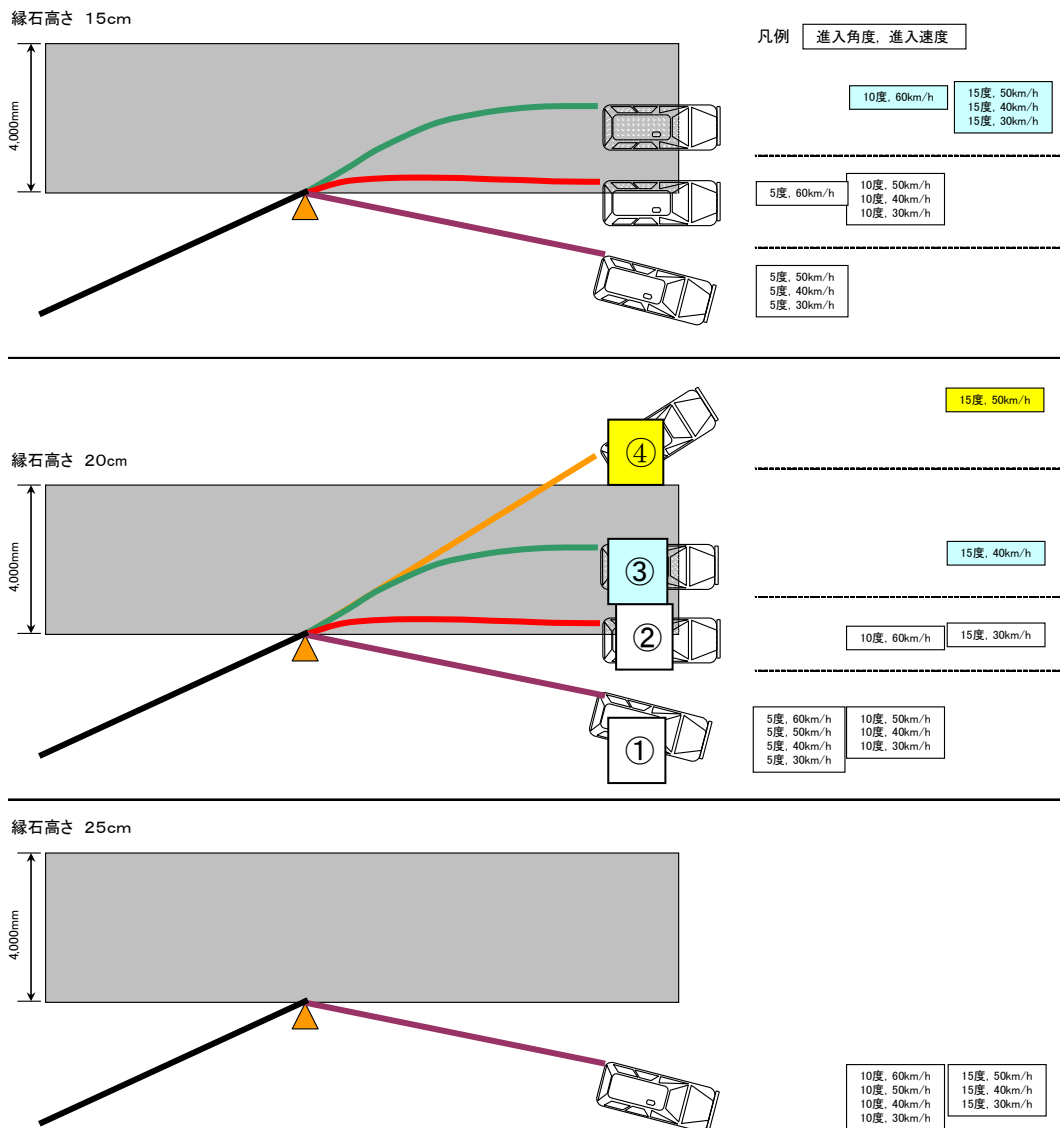 縁石高さ 15cm
凡例
進入角度, 進入速度
4,000mm
10度, 60km/h
15度, 50km/h
15度, 40km/h
15度, 30km/h
5度, 60km/h
10度, 50km/h
10度, 40km/h
10度, 30km/h
5度, 50km/h
5度, 40km/h
5度, 30km/h
縁石高さ 20cm
4,000mm
④
15度, 50km/h
③
15度, 40km/h
②
10度, 60km/h
15度, 30km/h
①
5度, 60km/h
5度, 50km/h
5度, 40km/h
5度, 30km/h
10度, 50km/h
10度, 40km/h
10度, 30km/h
縁石高さ 25cm
4,000mm
10度, 60km/h
10度, 50km/h
10度, 40km/h
10度, 30km/h
15度, 50km/h
15度, 40km/h
15度, 30km/h